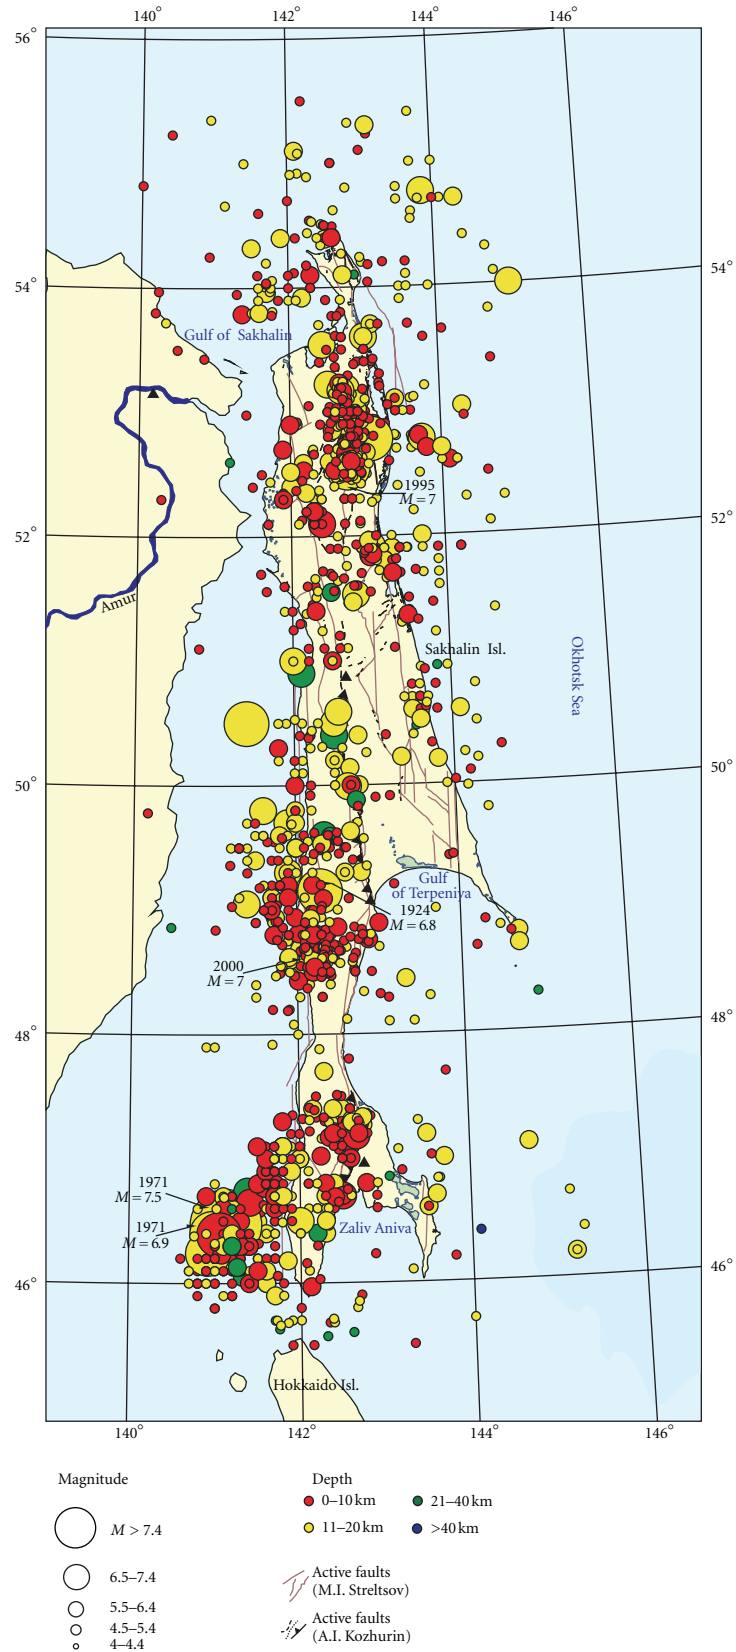 140° 142° 144° 146°
56°
54° 54°
Gulf of Sakhalin
1995
M = 7
52° 52°
Amur
Sakhalin Isl.
Okhotsk Sea
50° 50°
Gulf
of Terpeniya
1924
M = 6.8
2000
M = 7
48° 48°
1971
M = 7.5
1971
M = 6.9
Zaliv Aniva
46° 46°
Hokkaido Isl.
140° 142° 144° 146°
Magnitude
M > 7.4
6.5–7.4
5.5–6.4
4.5–5.4
4–4.4
Depth
0–10 km
11–20 km
21–40 km
>40 km
Active faults
(M.I. Streltsov)
Active faults
(A.I. Kozhurin)